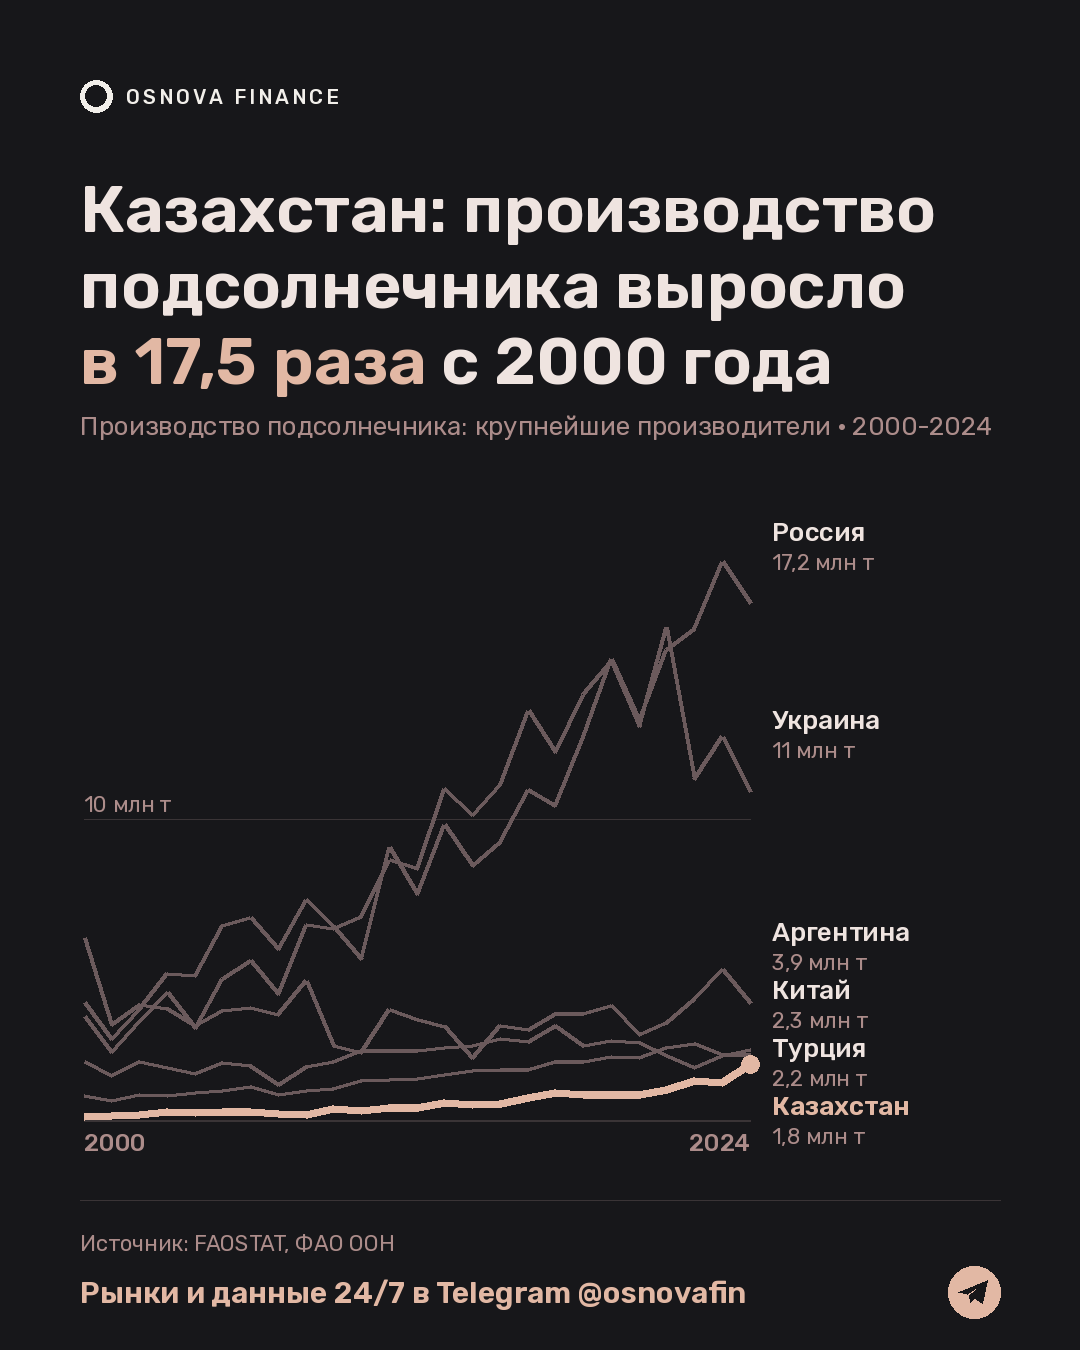 OSNOVA FINANCE
Казахстан: производство
подсолнечника выросло
в 17,5 раза с 2000 года
Производство подсолнечника: крупнейшие производители • 2000-2024
Россия
17,2 млн т
Украина
11 млн т
10 млн т
Аргентина
3,9 млн т
Китай
2,3 млн т
Турция
2,2 млн т
Казахстан
1,8 млн т
2000
2024
Источник: FAOSTAT, ФАО ООН
Рынки и данные 24/7 в Telegram @osnovafin